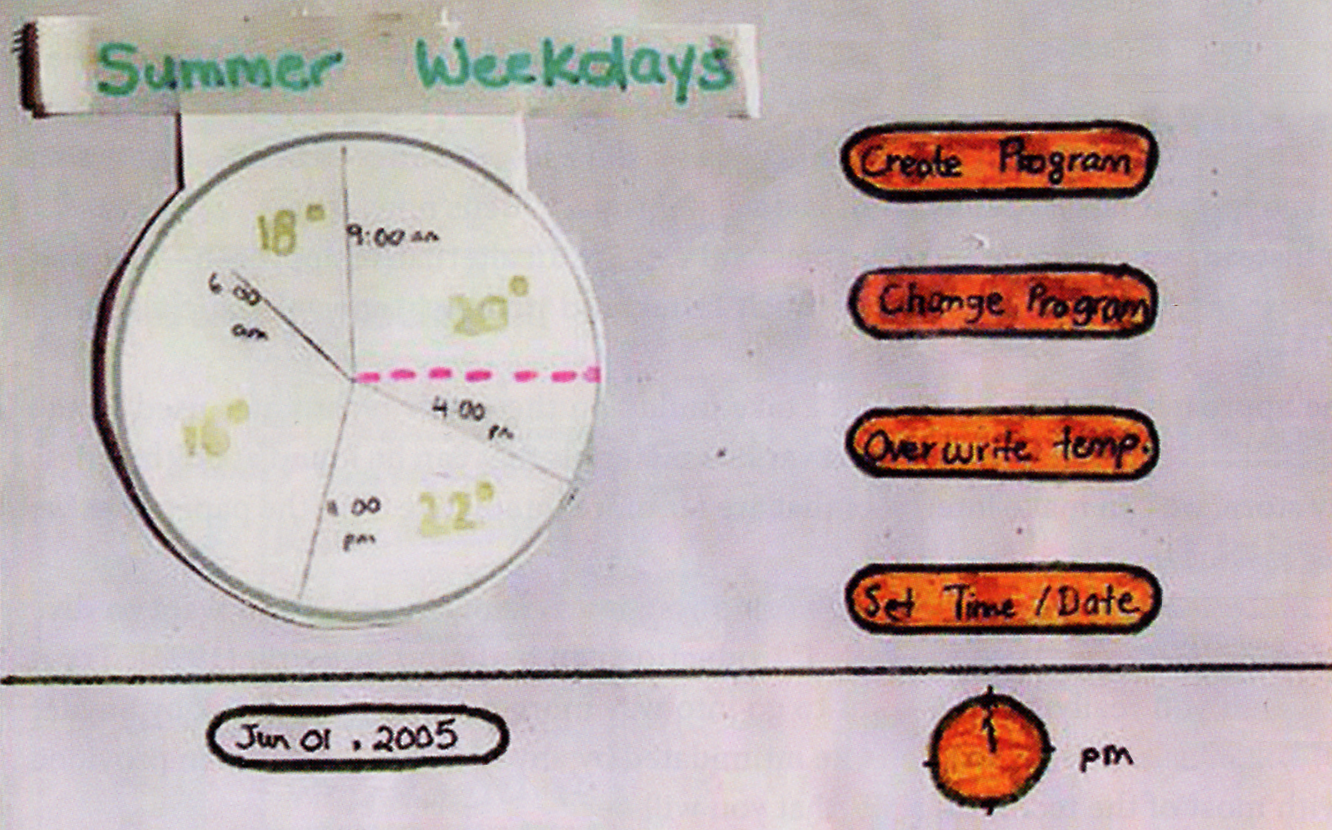 Summer Weekdays
18°
9:00 am
20°
6:00
am
4:00
pm
16°
22°
:00
pm
Create Program
Change Program
Overwrite temp.
Set Time / Date
Jun 01, 2005
pm